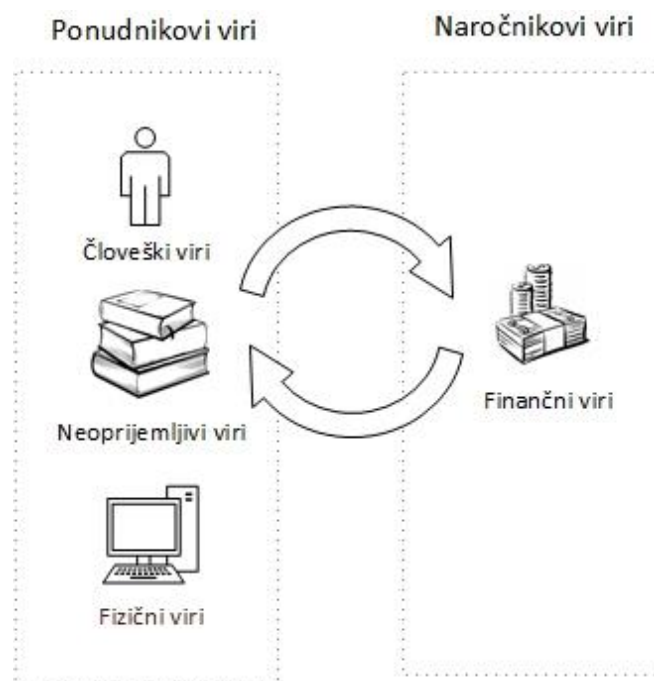 Ponudnikovi viri
Naročnikovi viri
Človeški viri
Neoprijemljivi viri
Finančni viri
Fizični viri